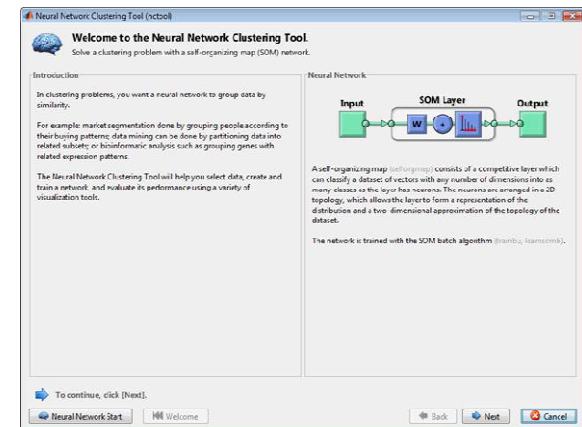 Neural Network Clustering Tool (nctool)
Welcome to the Neural Network Clustering Tool.
Solve a clustering problem with a self-organizing map (SOM) network.
Introduction
In clustering problems, you want a neural network to group data by
similarity.
For example: market segmentation done by grouping people according to
their buying patterns; data mining can be done by partitioning data into
related subsets; or bioinformatic analysis such as grouping genes with
related expression patterns.
The Neural Network Clustering Tool will help you select data, create and
train a network, and evaluate its performance using a variety of
visualization tools.
Neural Network
Input SOM Layer Output
W
A self-organizing map (selforgmap) consists of a competitive layer which
can classify a dataset of vectors with any number of dimensions into as
many classes as the layer has neurons. The neurons are arranged in a 2D
topology, which allows the layer to form a representation of the
distribution and a two-dimensional approximation of the topology of the
dataset.
The network is trained with the SOM batch algorithm
To continue, click [Next].
Neural Network Start
Welcome
Back
Next
Cancel